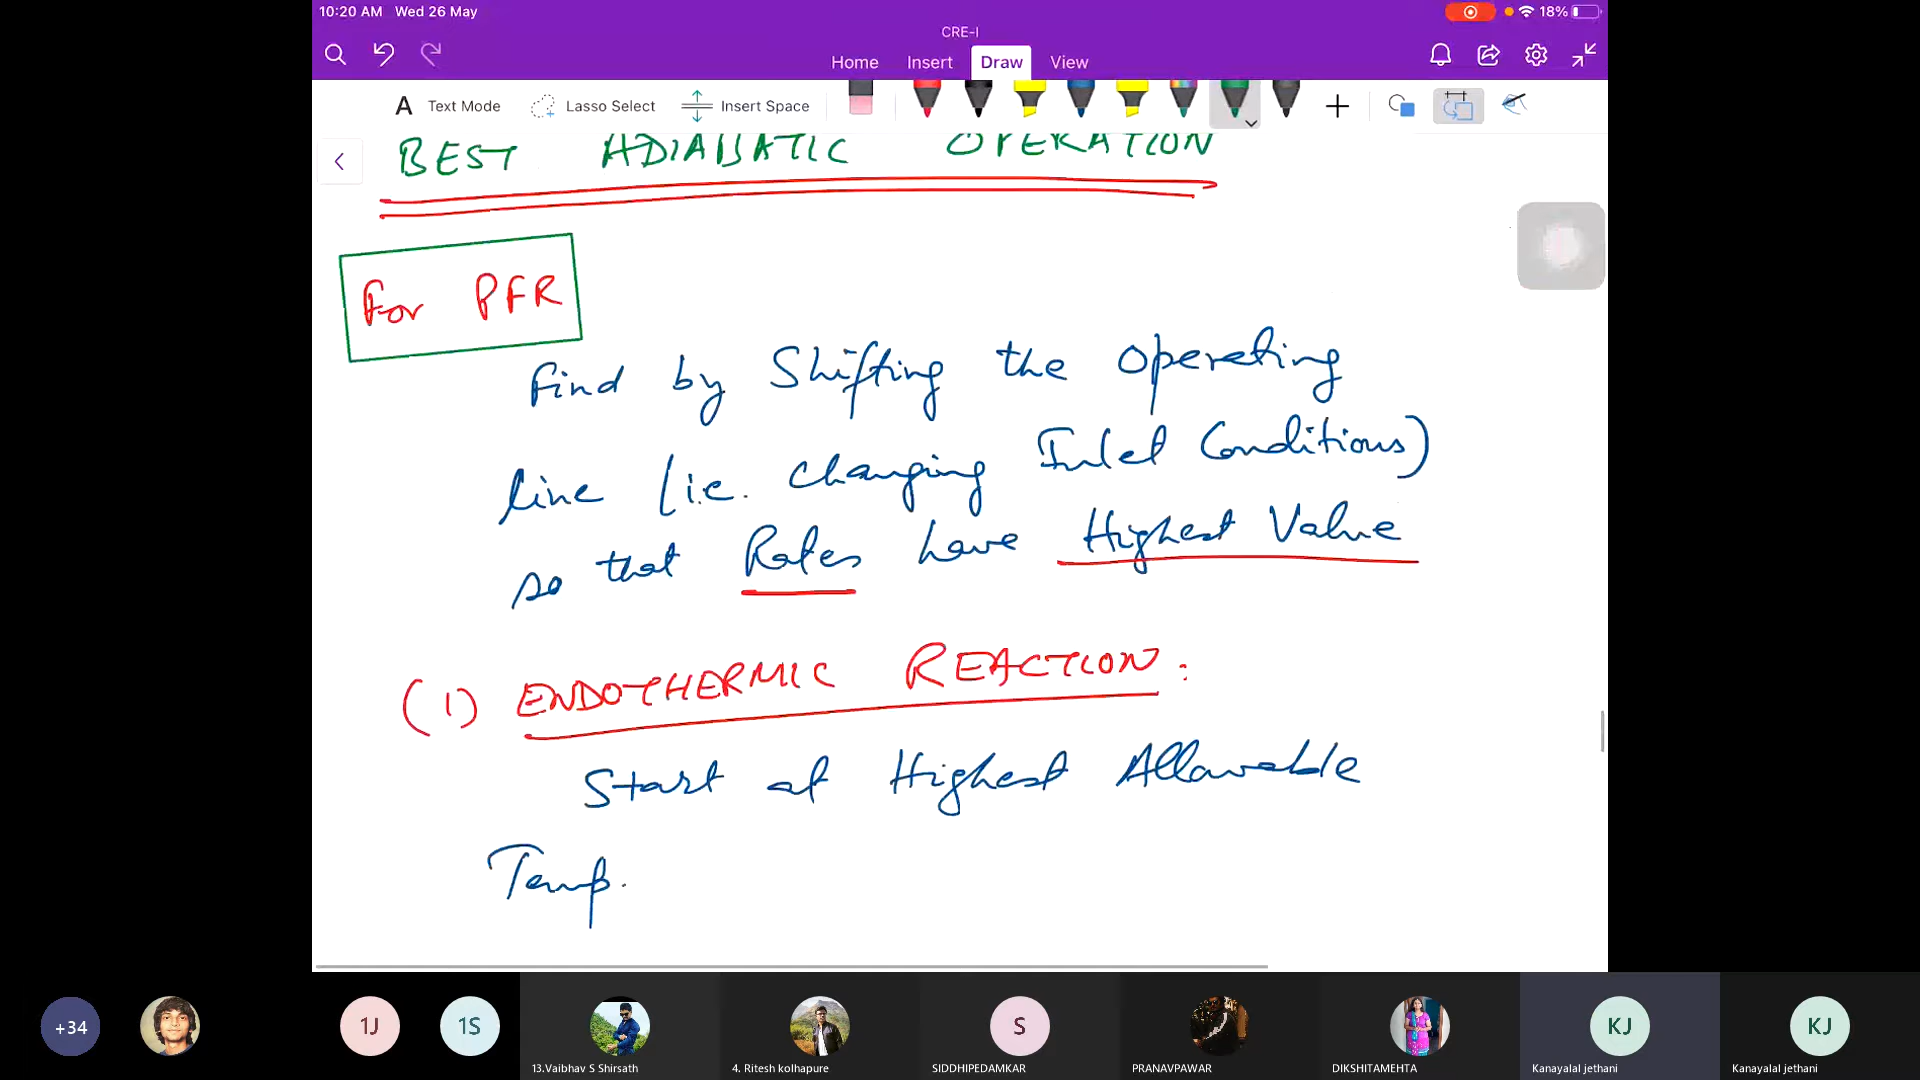 10:20 AM Wed 26 May
18%
CRE-I
Home Insert Draw View
A Text Mode Lasso Select Insert Space
BEST ADIABATIC OPERATION
For PFR
Find by Shifting the Operating
line (i.e. changing Inlet Conditions)
so that Rates have Highest Value
(1) ENDOTHERMIC REACTION:
Start at Highest Allowable
Temp.
+34
1J
1S
S
KJ
KJ
13.Vaibhav S Shirsath
4. Ritesh kolhapure
SIDDHIPEDAMKAR
PRANAVPAWAR
DIKSHITAMEHTA
Kanayalal jethani
Kanayalal jethani